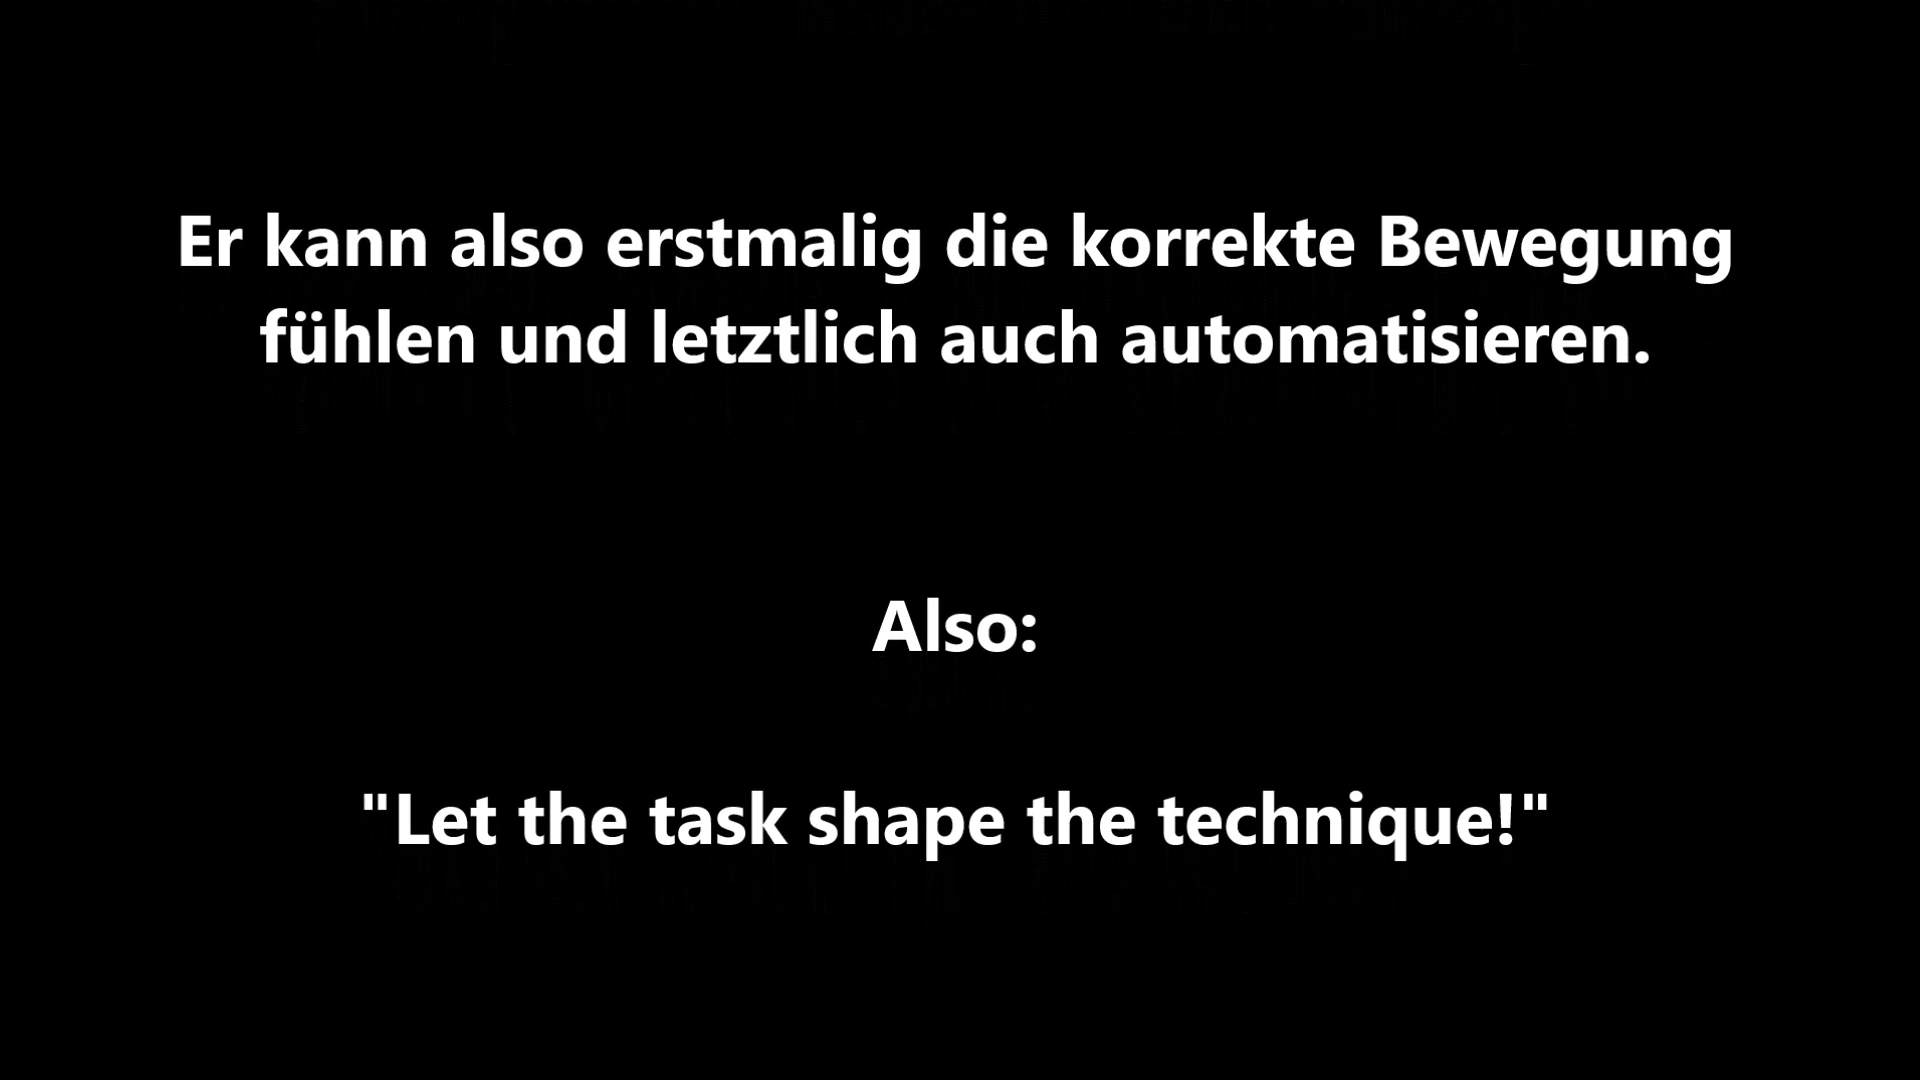 Er kann also erstmalig die korrekte Bewegung
fühlen und letztlich auch automatisieren.
Also:
"Let the task shape the technique!"